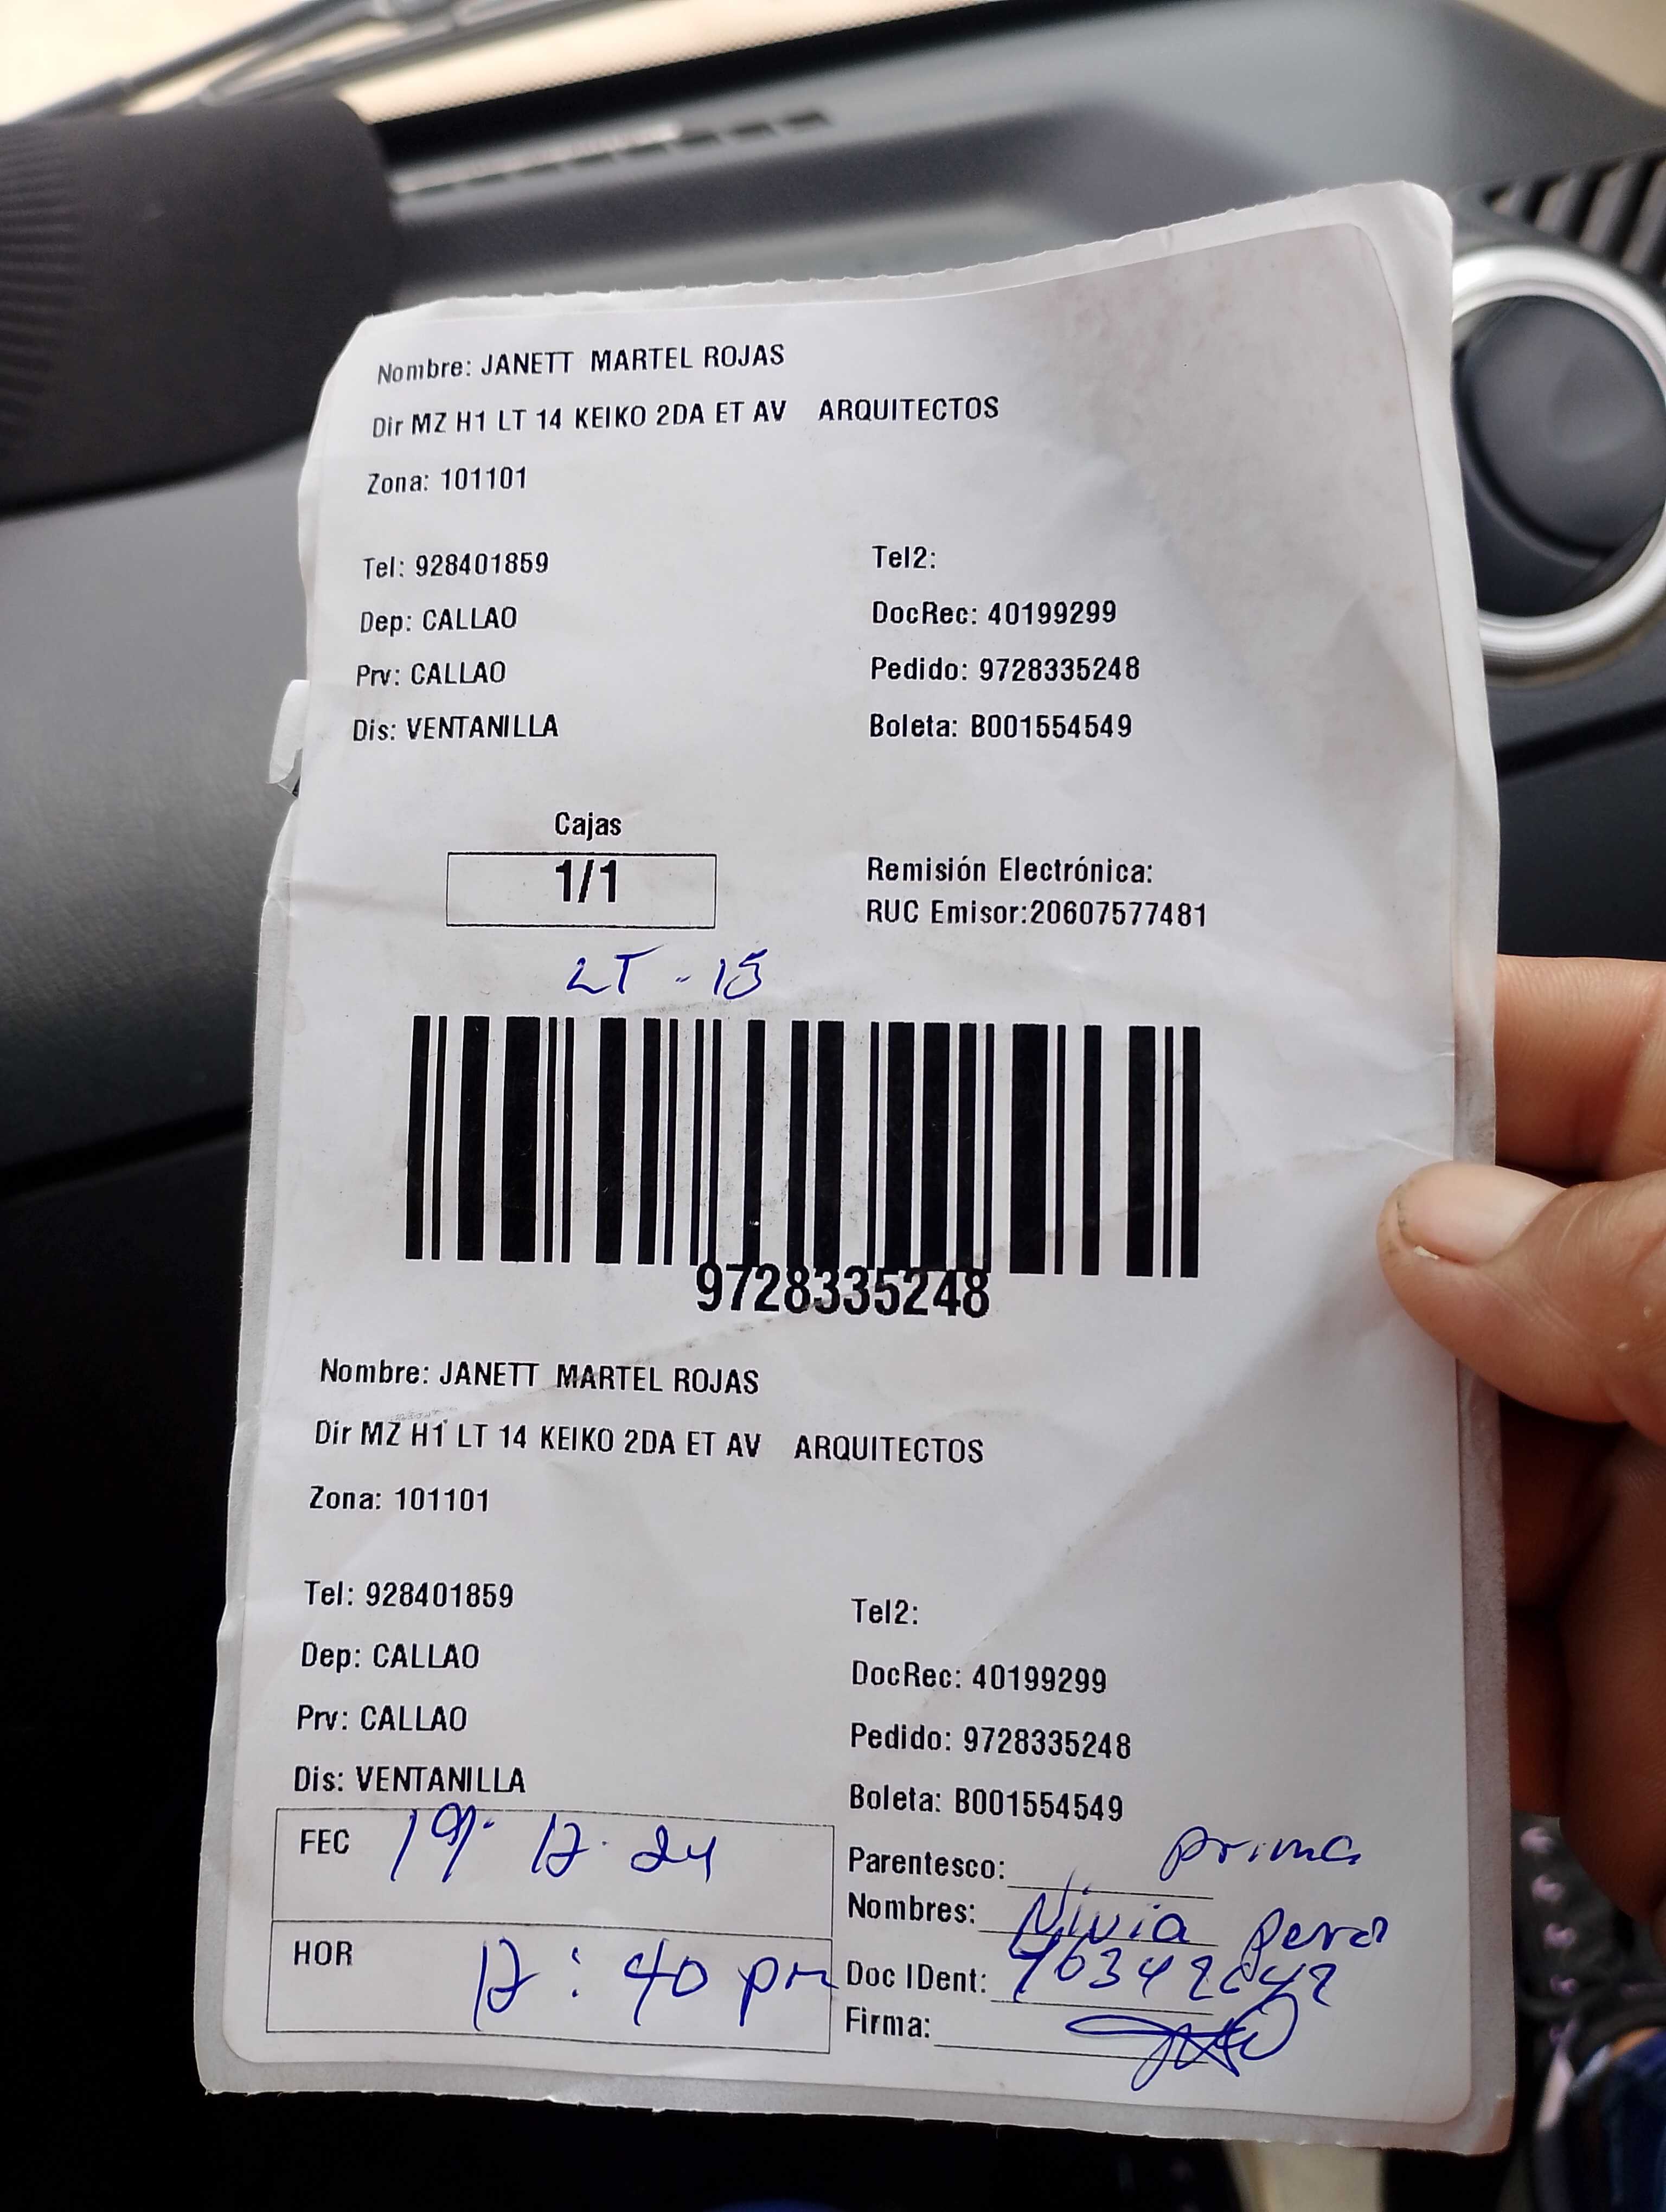 Nombre: JANETT MARTEL ROJAS
Dir MZ H1 LT 14 KEIKO 2DA ET AV ARQUITECTOS
Zona: 101101
Tel: 928401859 Tel2:
Dep: CALLAO DocRec: 40199299
Prv: CALLAO Pedido: 9728335248
Dis: VENTANILLA Boleta: B001554549
Cajas
1/1
Remisión Electrónica:
RUC Emisor:20607577481
LT - 15
9728335248
Nombre: JANETT MARTEL ROJAS
Dir MZ H1 LT 14 KEIKO 2DA ET AV ARQUITECTOS
Zona: 101101
Tel: 928401859 Tel2:
Dep: CALLAO DocRec: 40199299
Prv: CALLAO Pedido: 9728335248
Dis: VENTANILLA Boleta: B001554549
FEC 19. 12. 24
HOR 12 : 40 pm
Parentesco: prima
Nombres:
Doc IDent:
Firma: